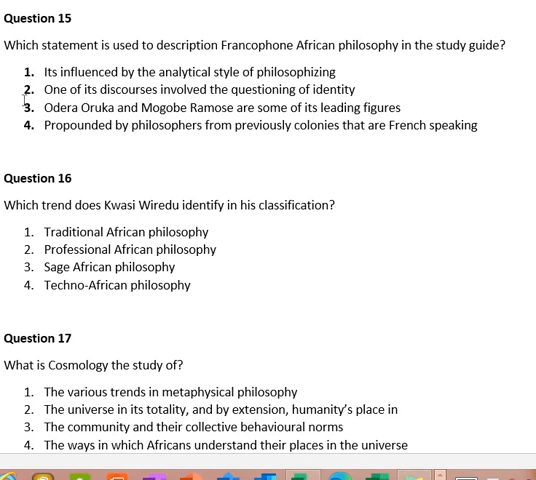 Question 15
Which statement is used to description Francophone African philosophy in the study guide?
1. Its influenced by the analytical style of philosophizing
2. One of its discourses involved the questioning of identity
3. Odera Oruka and Mogobe Ramose are some of its leading figures
4. Propounded by philosophers from previously colonies that are French speaking
Question 16
Which trend does Kwasi Wiredu identify in his classification?
1. Traditional African philosophy
2. Professional African philosophy
3. Sage African philosophy
4. Techno-African philosophy
Question 17
What is Cosmology the study of?
1. The various trends in metaphysical philosophy
2. The universe in its totality, and by extension, humanity's place in
3. The community and their collective behavioural norms
4. The ways in which Africans understand their places in the universe